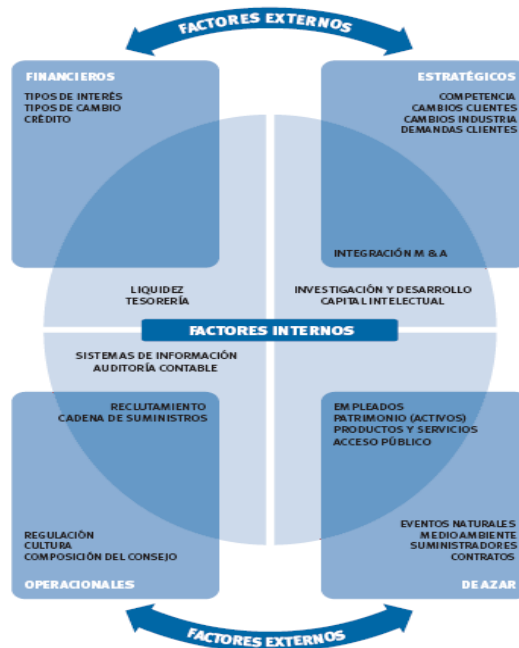 FACTORES EXTERNOS
FINANCIEROS
TIPOS DE INTERÉS
TIPOS DE CAMBIO
CRÉDITO
ESTRATÉGICOS
COMPETENCIA
CAMBIOS CLIENTES
CAMBIOS INDUSTRIA
DEMANDAS CLIENTES
INTEGRACIÓN M & A
LIQUIDEZ
TESORERÍA
INVESTIGACIÓN Y DESARROLLO
CAPITAL INTELECTUAL
FACTORES INTERNOS
SISTEMAS DE INFORMACIÓN
AUDITORÍA CONTABLE
RECLUTAMIENTO
CADENA DE SUMINISTROS
EMPLEADOS
PATRIMONIO (ACTIVOS)
PRODUCTOS Y SERVICIOS
ACCESO PÚBLICO
REGULACIÓN
CULTURA
COMPOSICIÓN DEL CONSEJO
OPERACIONALES
EVENTOS NATURALES
MEDIO AMBIENTE
SUMINISTRADORES
CONTRATOS
DE AZAR
FACTORES EXTERNOS